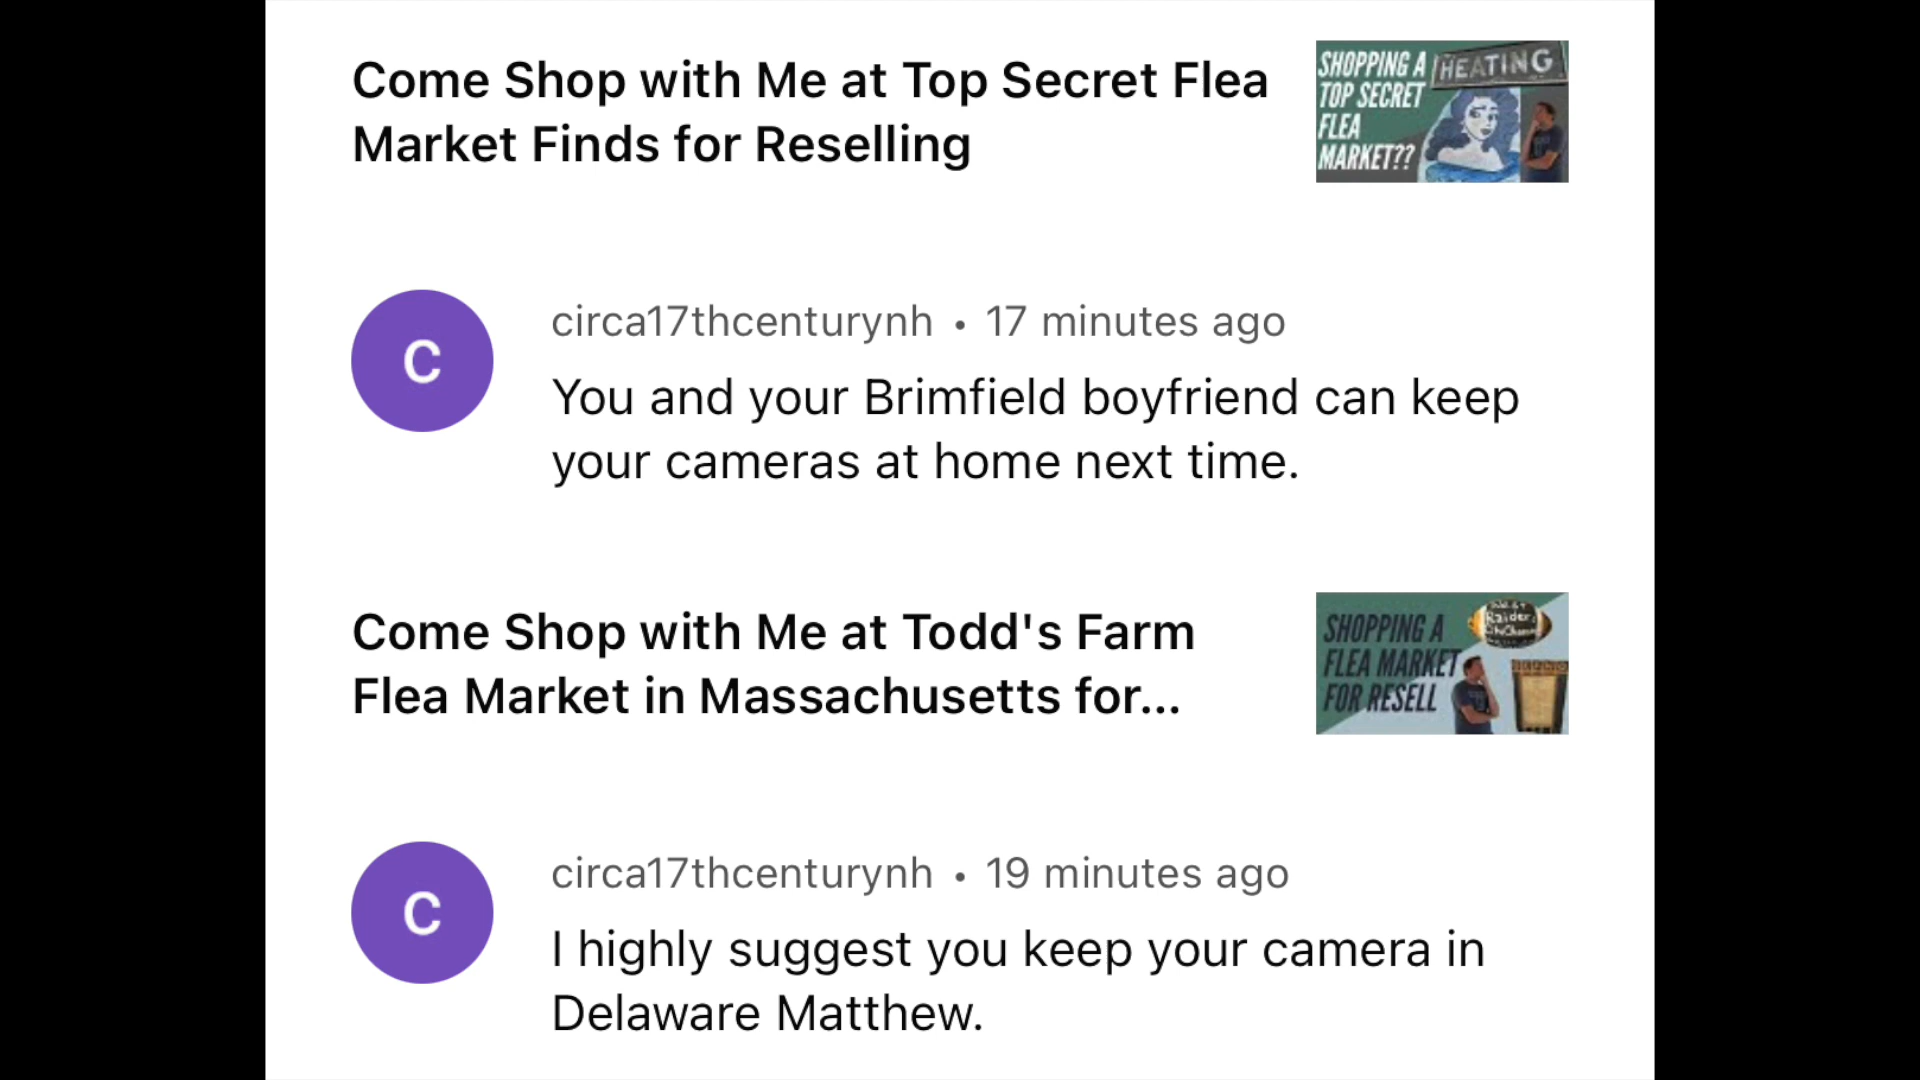 Come Shop with Me at Top Secret Flea
Market Finds for Reselling
SHOPPING A
TOP SECRET
FLEA
MARKET??
HEATING
C
circa17thcenturynh • 17 minutes ago
You and your Brimfield boyfriend can keep
your cameras at home next time.
Come Shop with Me at Todd's Farm
Flea Market in Massachusetts for...
SHOPPING A
FLEA MARKET
FOR RESELL
Raiders
C
circa17thcenturynh • 19 minutes ago
I highly suggest you keep your camera in
Delaware Matthew.